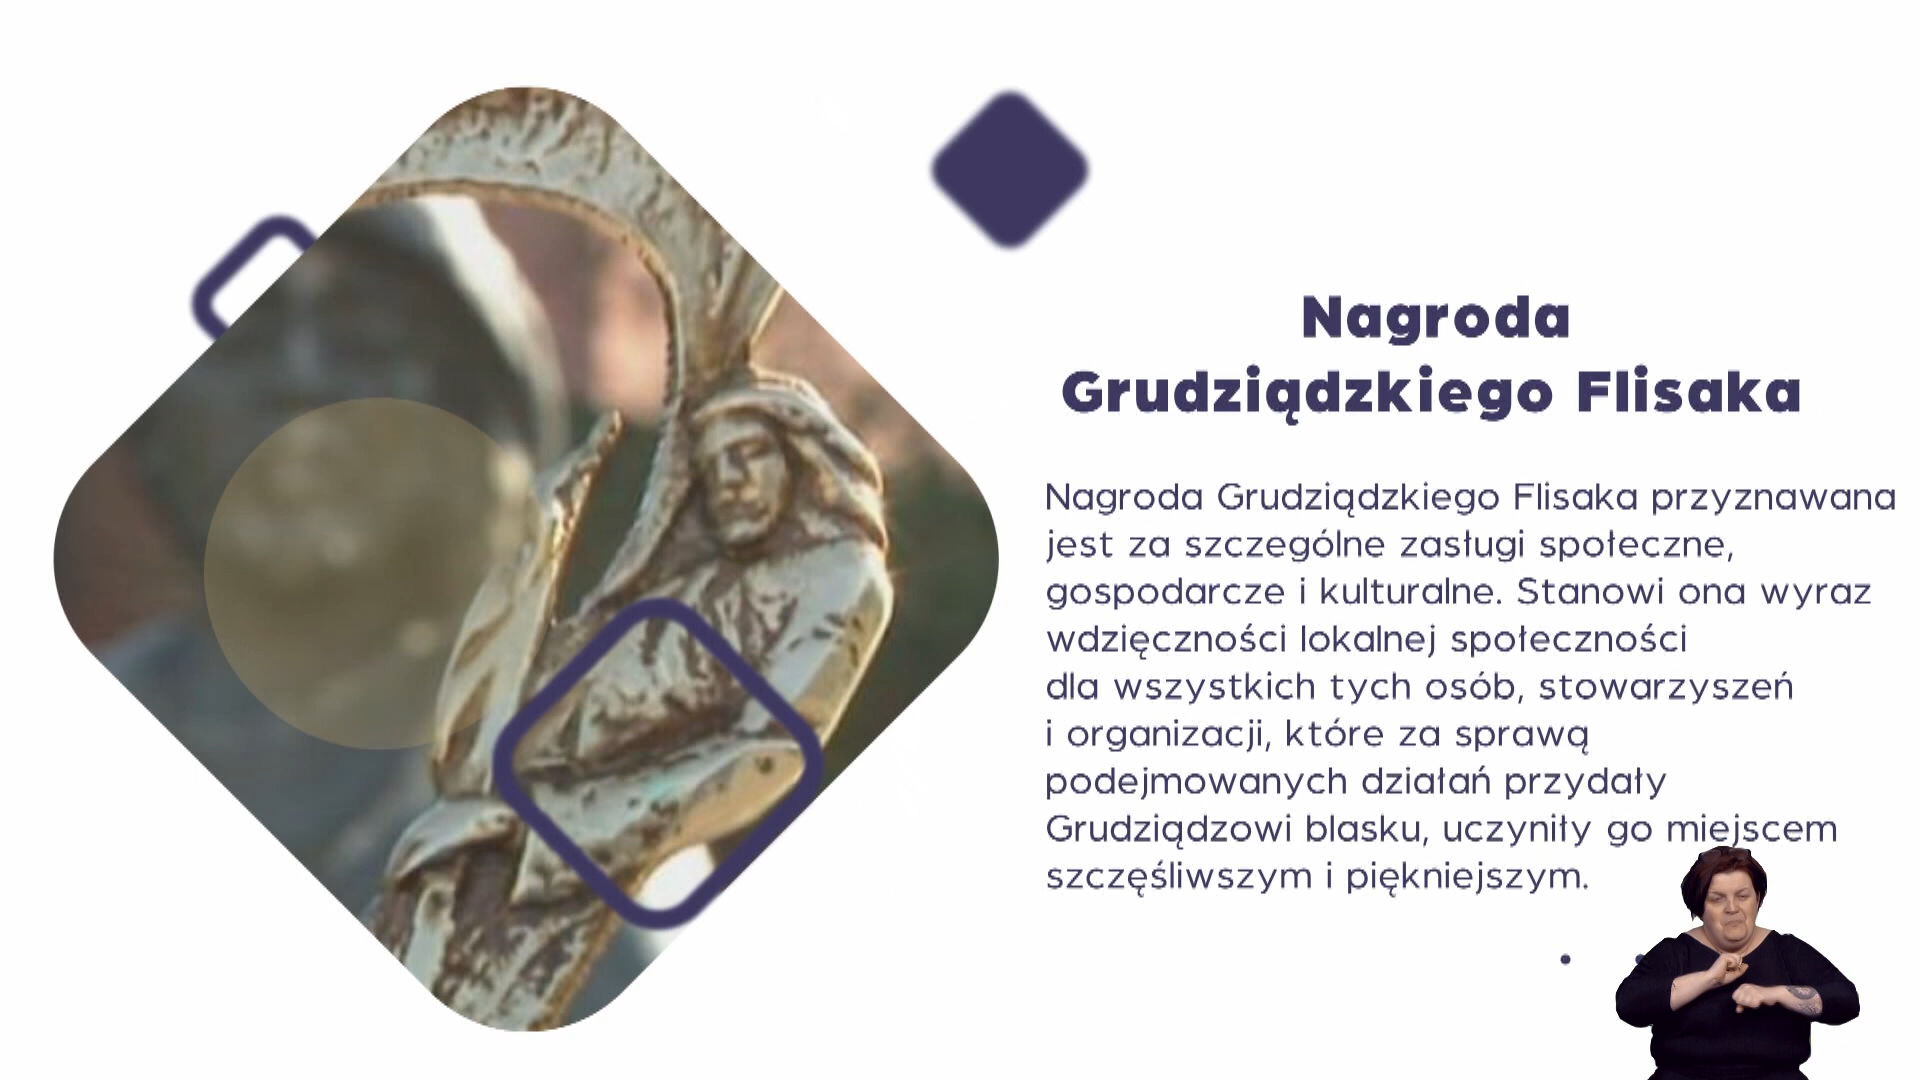 Nagroda
Grudziądzkiego Flisaka
Nagroda Grudziądzkiego Flisaka przyznawana
jest za szczególne zasługi społeczne,
gospodarcze i kulturalne. Stanowi ona wyraz
wdzięczności lokalnej społeczności
dla wszystkich tych osób, stowarzyszeń
i organizacji, które za sprawą
podejmowanych działań przydały
Grudziądzowi blasku, uczyniły go miejscem
szczęśliwszym i piękniejszym.